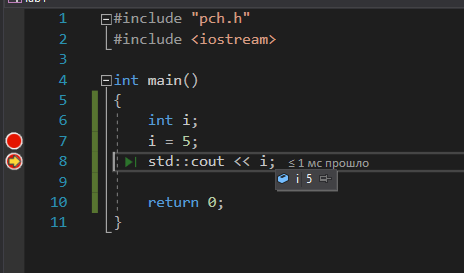 1 #include "pch.h"
2 #include <iostream>
3
4 int main()
5 {
6 int i;
7 i = 5;
8 std::cout << i; ≤ 1 мс прошло
i 5
9
10 return 0;
11 }